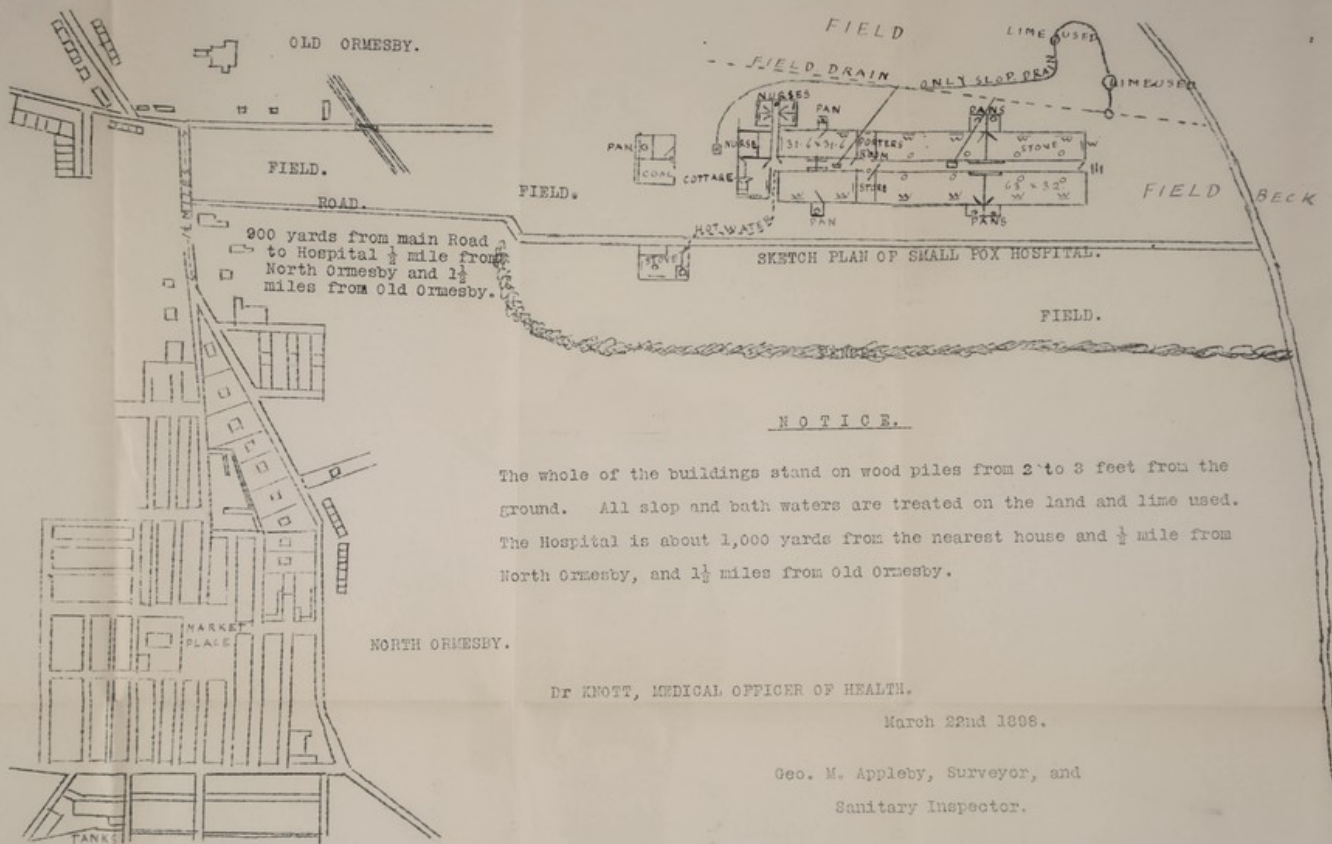 OLD ORMESBY.
FIELD
LIME USED
FIELD DRAIN
ONLY SLOP DRAIN
LIME USED
NURSES
PAN
PANS
PAN
NURSE
31.6 × 31.6
PORTERS
ROOM
STOVE
COAL
COTTAGE
STORE
65 × 32
FIELD
BECK
FIELD.
FIELD.
ROAD.
HOT WATER
PAN
PANS
900 yards from main Road
to Hospital ½ mile from
North Ormesby and 1½
miles from Old Ormesby.
STOVE
SKETCH PLAN OF SMALL POX HOSPITAL.
FIELD.
NOTICE.
The whole of the buildings stand on wood piles from 2 to 3 feet from the
ground. All slop and bath waters are treated on the land and lime used.
The Hospital is about 1,000 yards from the nearest house and ½ mile from
North Ormesby, and 1½ miles from Old Ormesby.
MARKET
PLACE
NORTH ORMESBY.
Dr KNOTT, MEDICAL OFFICER OF HEALTH.
March 22nd 1898.
Geo. M. Appleby, Surveyor, and
Sanitary Inspector.
TANKS